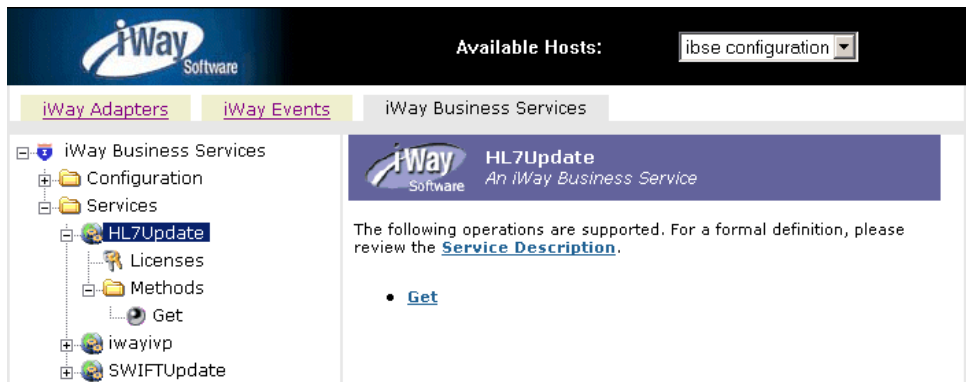 iWay
Software
Available Hosts:
ibse configuration
iWay Adapters
iWay Events
iWay Business Services
iWay Business Services
Configuration
Services
HL7Update
Licenses
Methods
Get
iwayivp
SWIFTUpdate
iWay
Software
HL7Update
An iWay Business Service
The following operations are supported. For a formal definition, please
review the Service Description.
• Get